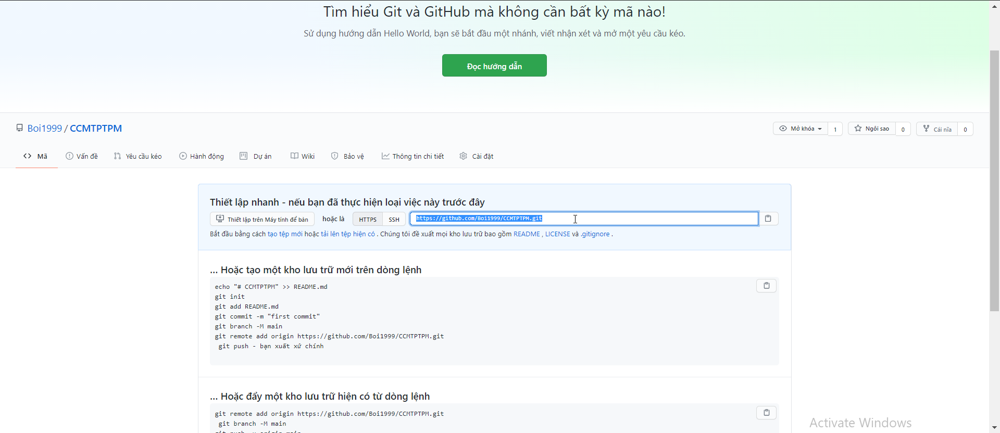 Tìm hiểu Git và GitHub mà không cần bất kỳ mã nào!
Sử dụng hướng dẫn Hello World, bạn sẽ bắt đầu một nhánh, viết nhận xét và mở một yêu cầu kéo.
Đọc hướng dẫn
Boi1999 / CCMTPTPM
Mở khóa 1 Ngôi sao 0 Cái nĩa 0
Mã Vấn đề Yêu cầu kéo Hành động Dự án Wiki Bảo vệ Thông tin chi tiết Cài đặt
Thiết lập nhanh - nếu bạn đã thực hiện loại việc này trước đây
Thiết lập trên Máy tính để bàn hoặc là HTTPS SSH https://github.com/Boi1999/CCMTPTPM.git
Bắt đầu bằng cách tạo tệp mới hoặc tải lên tệp hiện có . Chúng tôi đề xuất mọi kho lưu trữ bao gồm README , LICENSE và .gitignore .
... Hoặc tạo một kho lưu trữ mới trên dòng lệnh
echo "# CCMTPTPM" >> README.md
git init
git add README.md
git commit -m "first commit"
git branch -M main
git remote add origin https://github.com/Boi1999/CCMTPTPM.git
git push - bạn xuất xứ chính
... Hoặc đẩy một kho lưu trữ hiện có từ dòng lệnh
git remote add origin https://github.com/Boi1999/CCMTPTPM.git
git branch -M main
Activate Windows